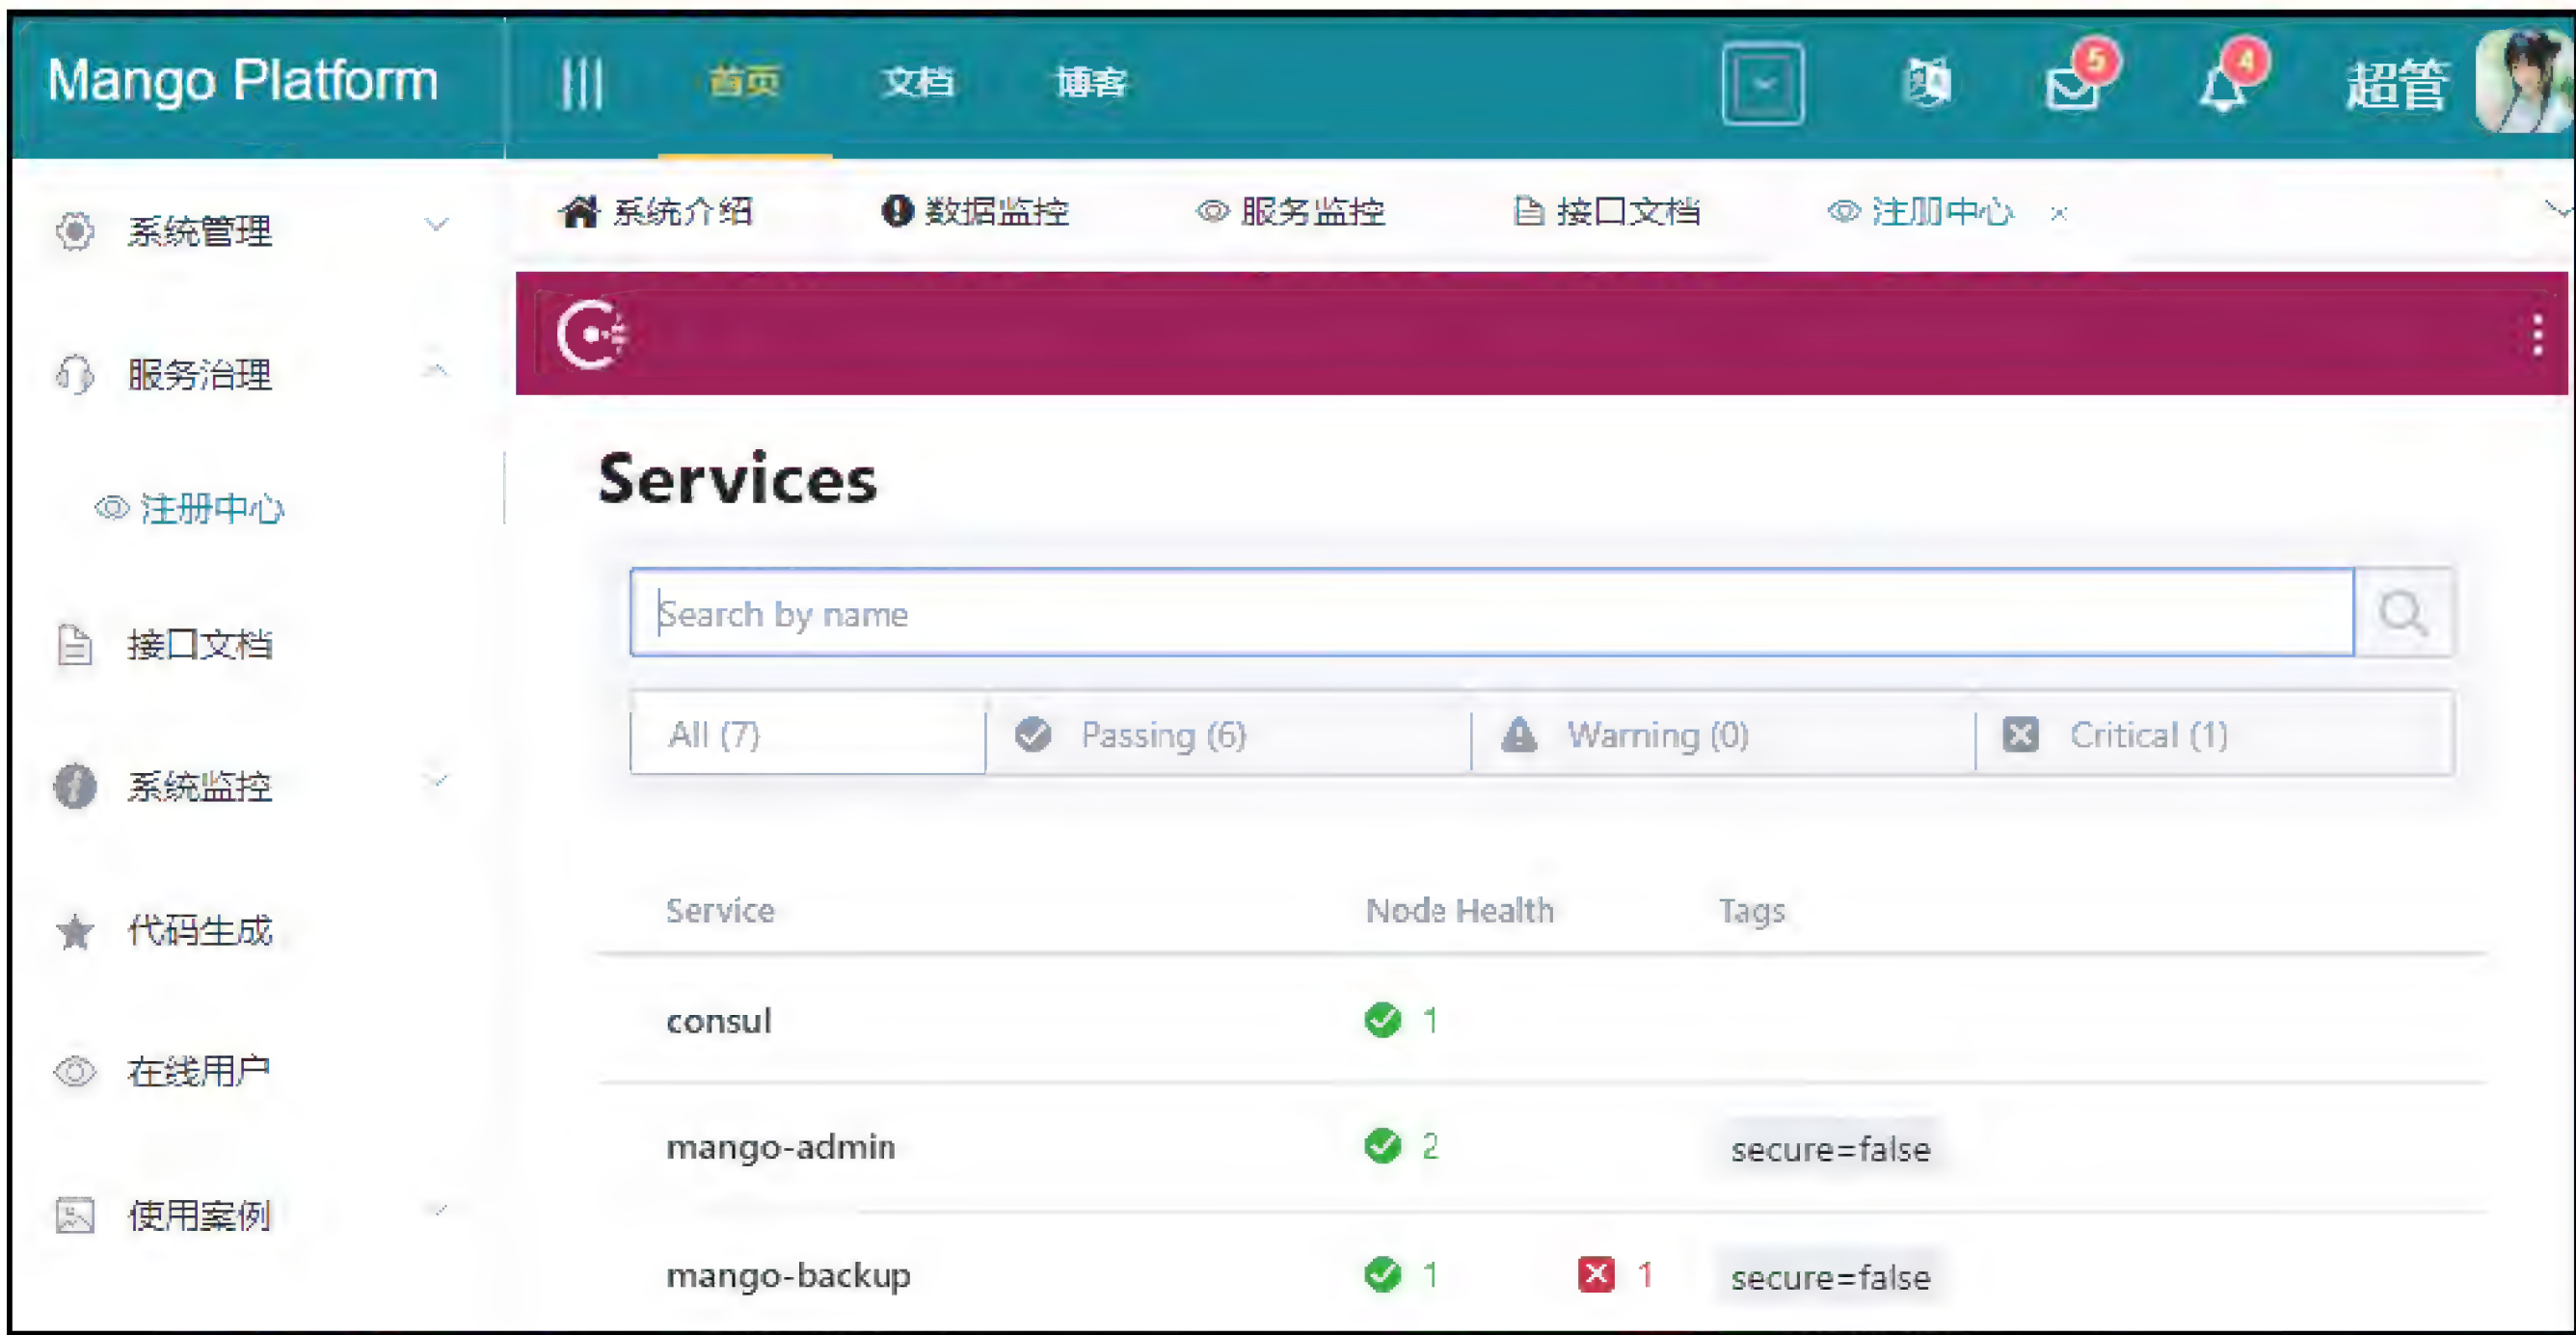 Mango Platform 首页 文档 博客 5 4 超管
系统介绍 数据监控 服务监控 接口文档 注册中心 ×
系统管理
服务治理
注册中心
接口文档
系统监控
代码生成
在线用户
使用案例
Services
Search by name
All (7) Passing (6) Warning (0) Critical (1)
Service Node Health Tags
consul 1
mango-admin 2 secure=false
mango-backup 1 1 secure=false